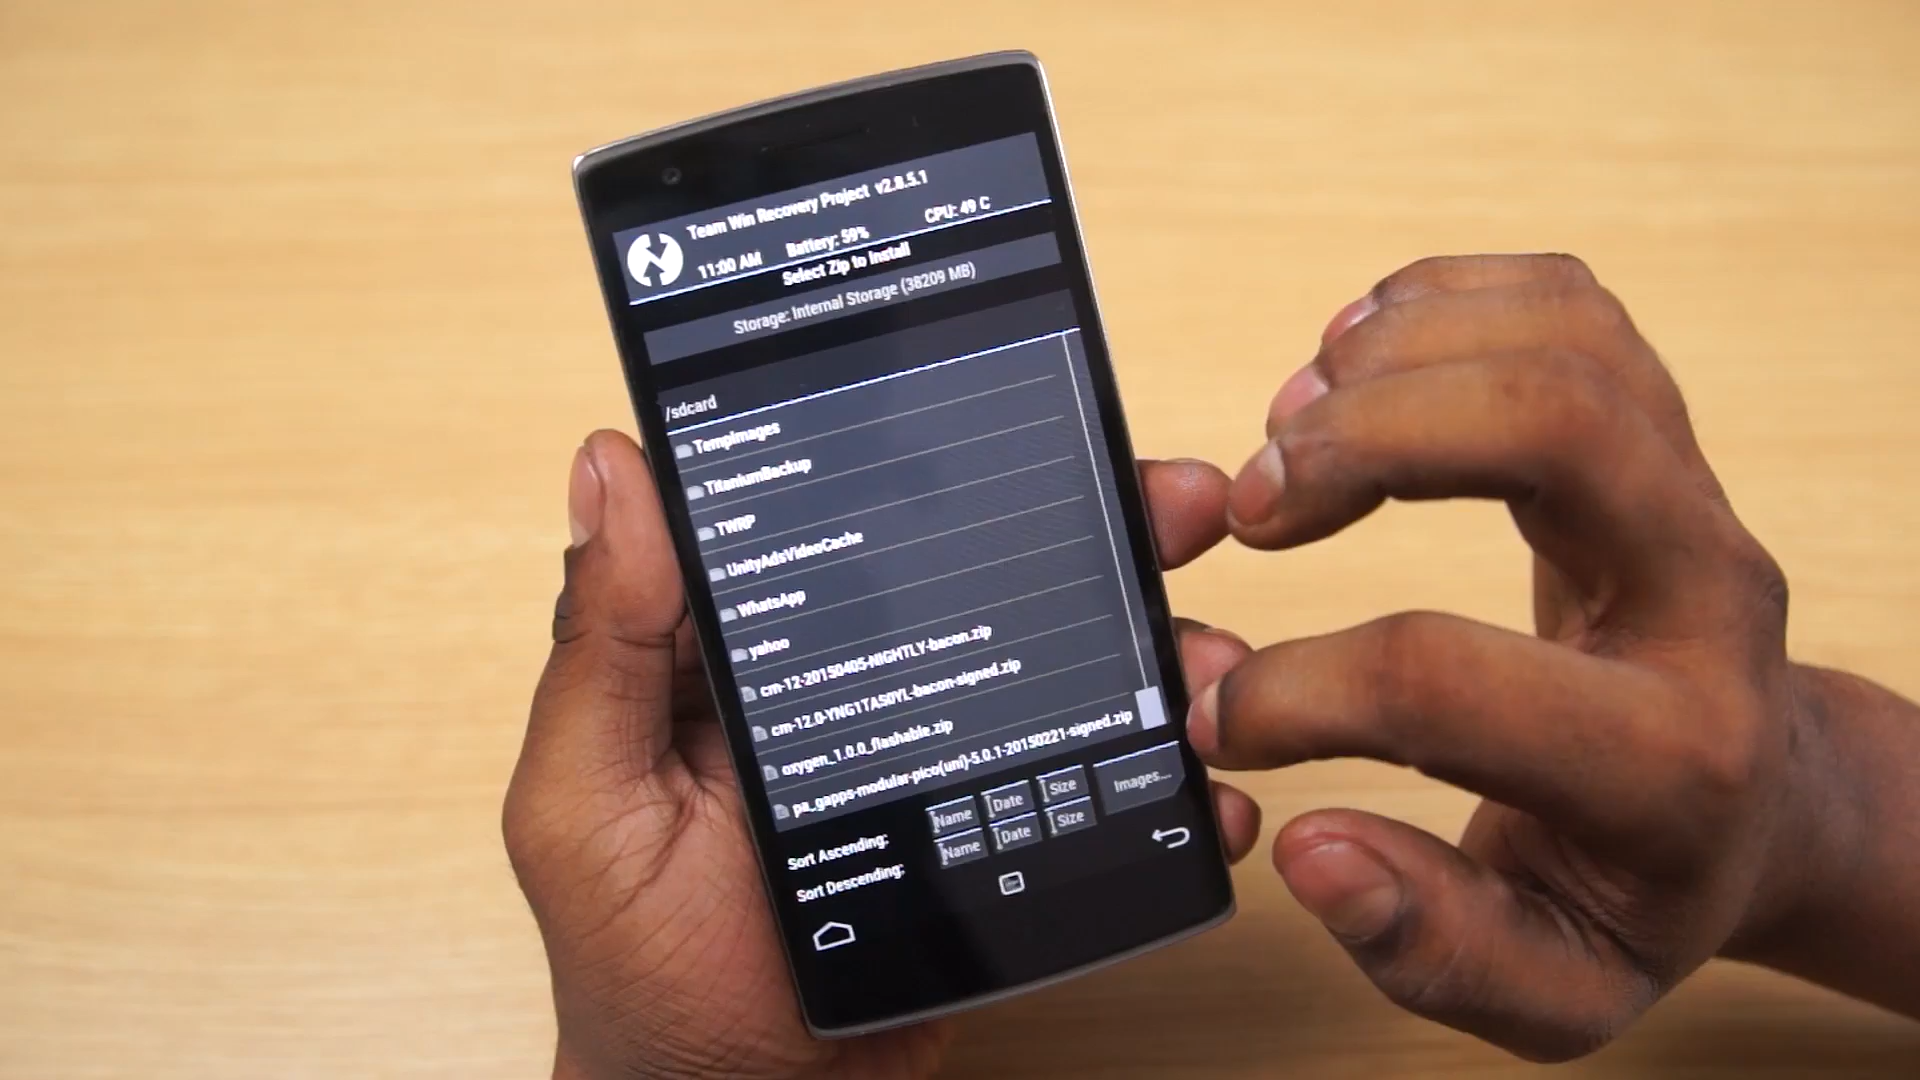 Team Win Recovery Project v2.8.5.1
11:00 AM Battery: 59% CPU: 49 C
Select Zip to Install
Storage: Internal Storage (38209 MB)
/sdcard
TempImages
TitaniumBackup
TWRP
UnityAdsVideoCache
WhatsApp
yahoo
cm-12-20150405-NIGHTLY-bacon.zip
cm-12.0-YNG1TAS0YL-bacon-signed.zip
oxygen_1.0.0_flashable.zip
pa_gapps-modular-pico(uni)-5.0.1-20150221-signed.zip
Sort Ascending: Name Date Size Images...
Sort Descending: Name Date Size